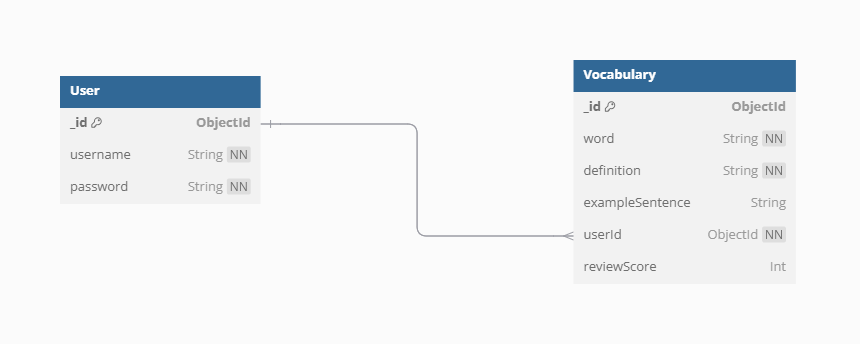 User
_id ObjectId
username String NN
password String NN
Vocabulary
_id ObjectId
word String NN
definition String NN
exampleSentence String
userId ObjectId NN
reviewScore Int